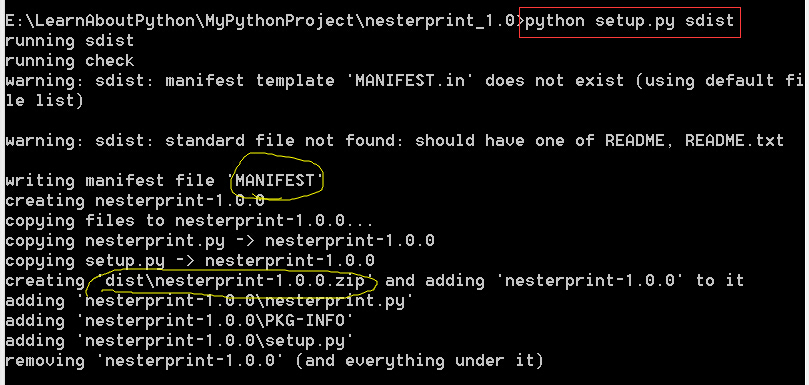 E:\LearnAboutPython\MyPythonProject\nesterprint_1.0>python setup.py sdist
running sdist
running check
warning: sdist: manifest template 'MANIFEST.in' does not exist (using default fi
le list)
warning: sdist: standard file not found: should have one of README, README.txt
writing manifest file 'MANIFEST'
creating nesterprint-1.0.0
copying files to nesterprint-1.0.0...
copying nesterprint.py -> nesterprint-1.0.0
copying setup.py -> nesterprint-1.0.0
creating 'dist\nesterprint-1.0.0.zip' and adding 'nesterprint-1.0.0' to it
adding 'nesterprint-1.0.0\nesterprint.py'
adding 'nesterprint-1.0.0\PKG-INFO'
adding 'nesterprint-1.0.0\setup.py'
removing 'nesterprint-1.0.0' (and everything under it)